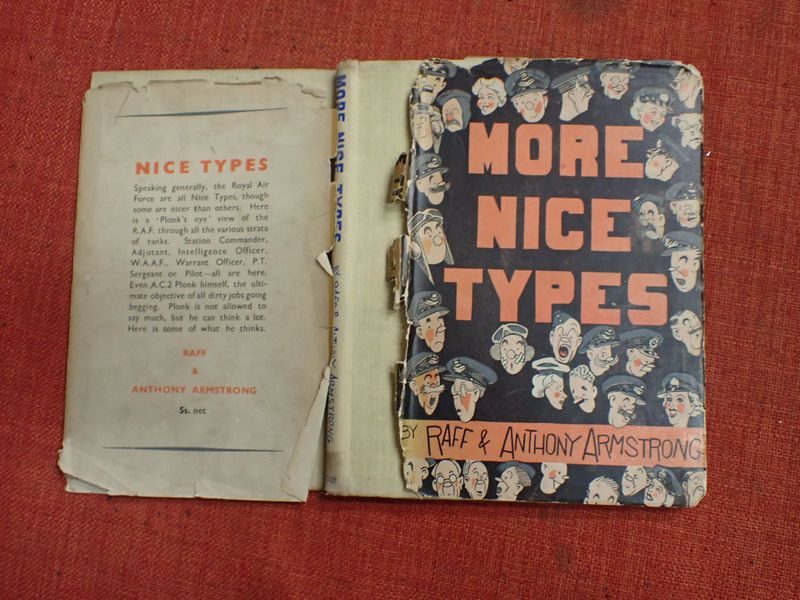 NICE TYPES
Speaking generally, the Royal Air
Force are all Nice Types, though
some are nicer than others. Here
is a 'Plonk's eye' view of the
R.A.F. through all the various strata
of ranks. Station Commander,
Adjutant, Intelligence Officer,
W.A.A.F., Warrant Officer, P.T.
Sergeant or Pilot—all are here.
Even A.C.2 Plonk himself, the ulti-
mate objective of all dirty jobs going
begging. Plonk is not allowed to
say much, but he can think a lot.
Here is some of what he thinks.
RAFF
&
ANTHONY ARMSTRONG
5s. net
MORE NICE TYPES
BY RAFF & ANTHONY ARMSTRONG
MORE
NICE
TYPES
BY RAFF & ANTHONY ARMSTRONG